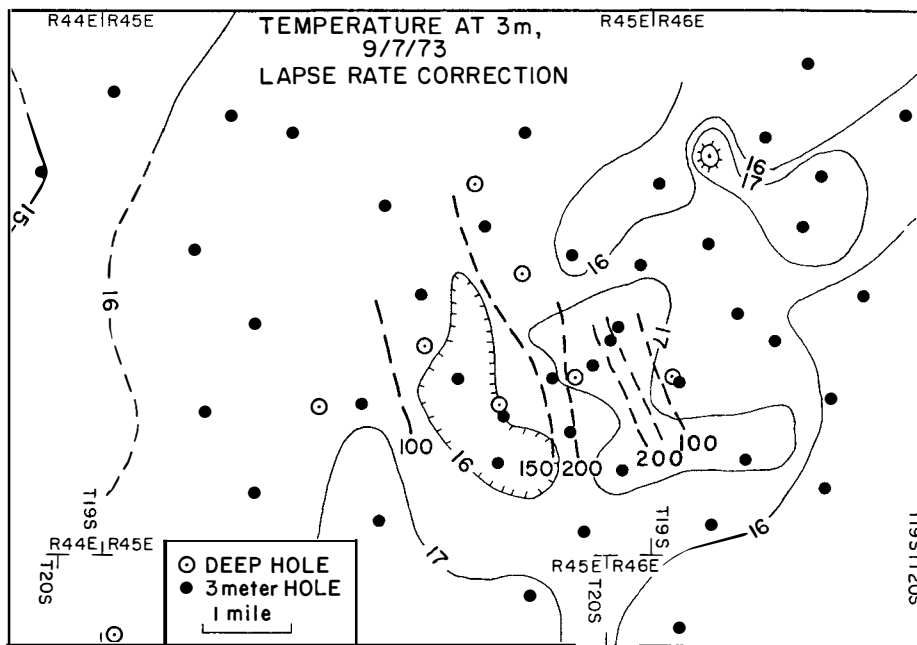 R44E R45E
R45E R46E
TEMPERATURE AT 3m,
9/7/73
LAPSE RATE CORRECTION
16
17
15
16
16
17
16
100
150
200
200
100
16
17
T19S
T19S
T19S
R44E R45E
T20S
R45E R46E
T20S
T20S
DEEP HOLE
3 meter HOLE
1 mile